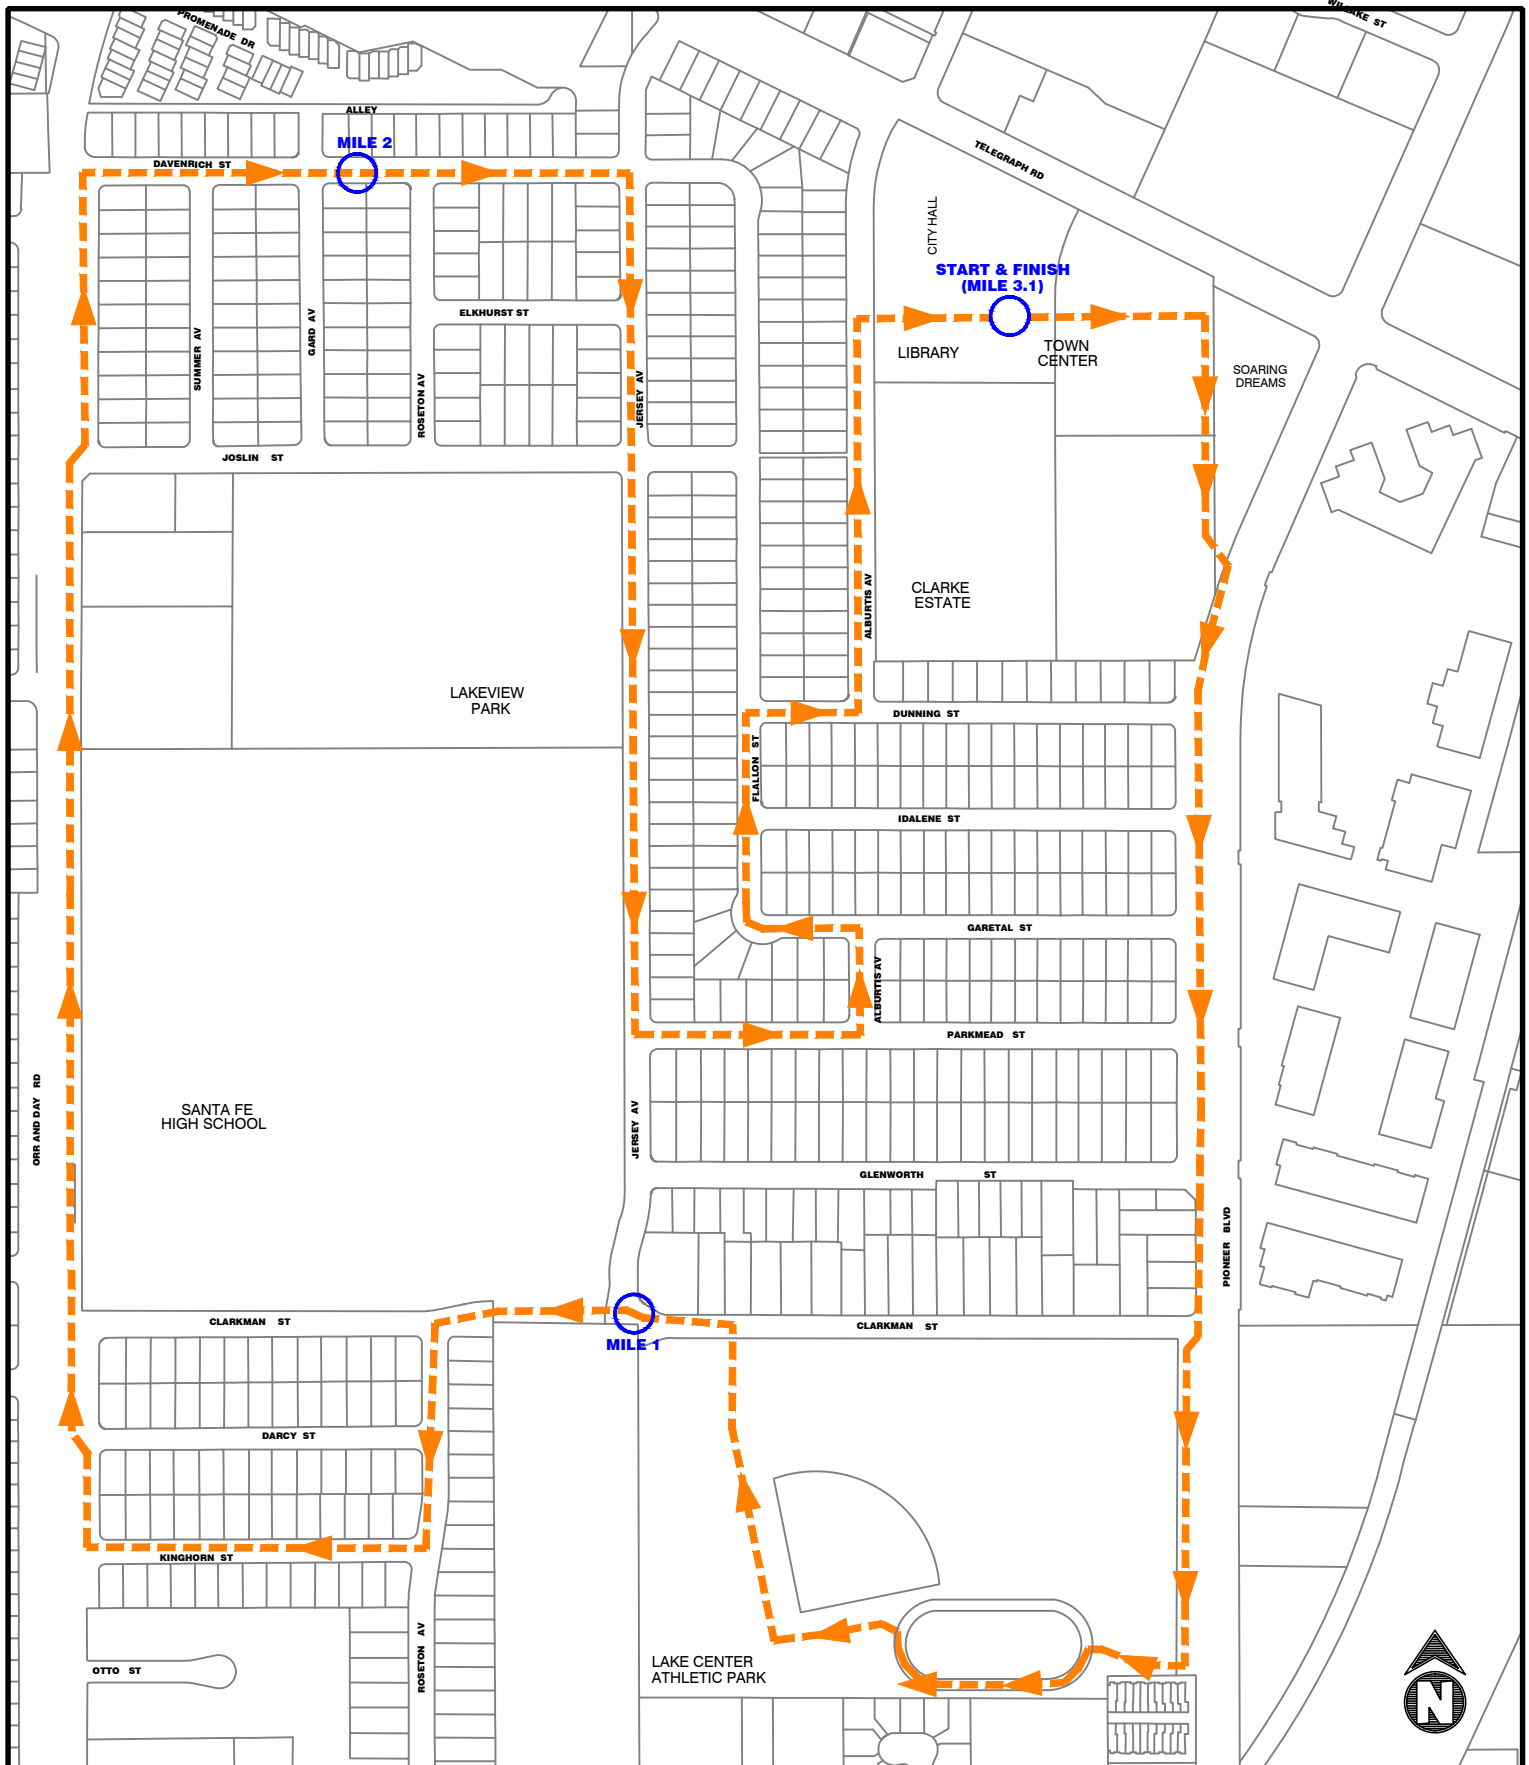 WILLAKE ST
PROMENADE DR
ALLEY
MILE 2
DAVENRICH ST
TELEGRAPH RD
CITY HALL
START & FINISH
(MILE 3.1)
ELKHURST ST
SUMMER AV
GARD AV
ROSETON AV
JERSEY AV
LIBRARY
TOWN
CENTER
SOARING
DREAMS
JOSLIN ST
ALBURTIS AV
CLARKE
ESTATE
LAKEVIEW
PARK
DUNNING ST
FLALLON ST
IDALENE ST
GARETAL ST
ALBURTIS AV
PARKMEAD ST
ORR AND DAY RD
SANTA FE
HIGH SCHOOL
JERSEY AV
GLENWORTH ST
PIONEER BLVD
CLARKMAN ST
CLARKMAN ST
MILE 1
DARCY ST
KINGHORN ST
ROSETON AV
OTTO ST
LAKE CENTER
ATHLETIC PARK
N